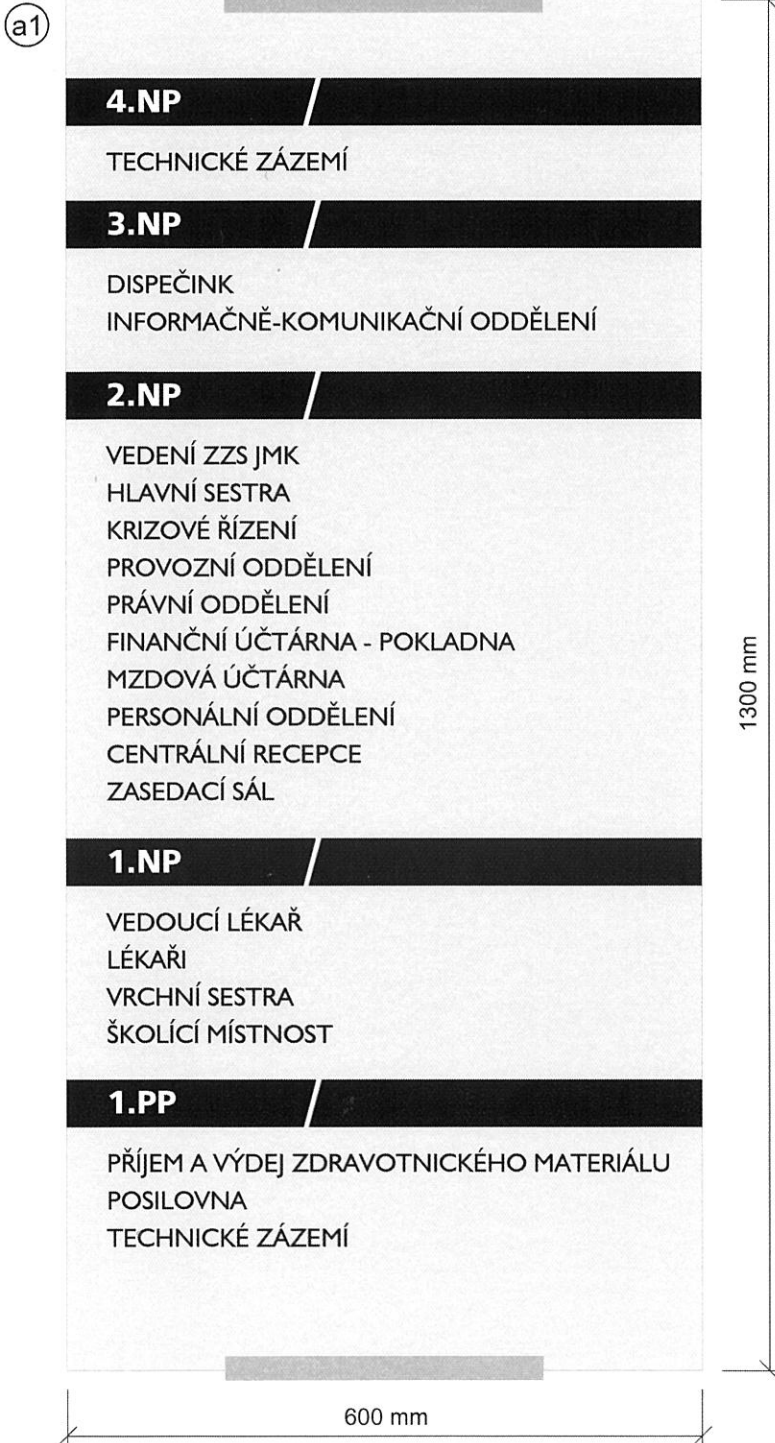 a1
4.NP
TECHNICKÉ ZÁZEMÍ
3.NP
DISPEČINK
INFORMAČNĚ-KOMUNIKAČNÍ ODDĚLENÍ
2.NP
VEDENÍ ZZS JMK
HLAVNÍ SESTRA
KRIZOVÉ ŘÍZENÍ
PROVOZNÍ ODDĚLENÍ
PRÁVNÍ ODDĚLENÍ
FINANČNÍ ÚČTÁRNA - POKLADNA
MZDOVÁ ÚČTÁRNA
PERSONÁLNÍ ODDĚLENÍ
CENTRÁLNÍ RECEPCE
ZASEDACÍ SÁL
1.NP
VEDOUCÍ LÉKAŘ
LÉKAŘI
VRCHNÍ SESTRA
ŠKOLÍCÍ MÍSTNOST
1.PP
PŘÍJEM A VÝDEJ ZDRAVOTNICKÉHO MATERIÁLU
POSILOVNA
TECHNICKÉ ZÁZEMÍ
1300 mm
600 mm